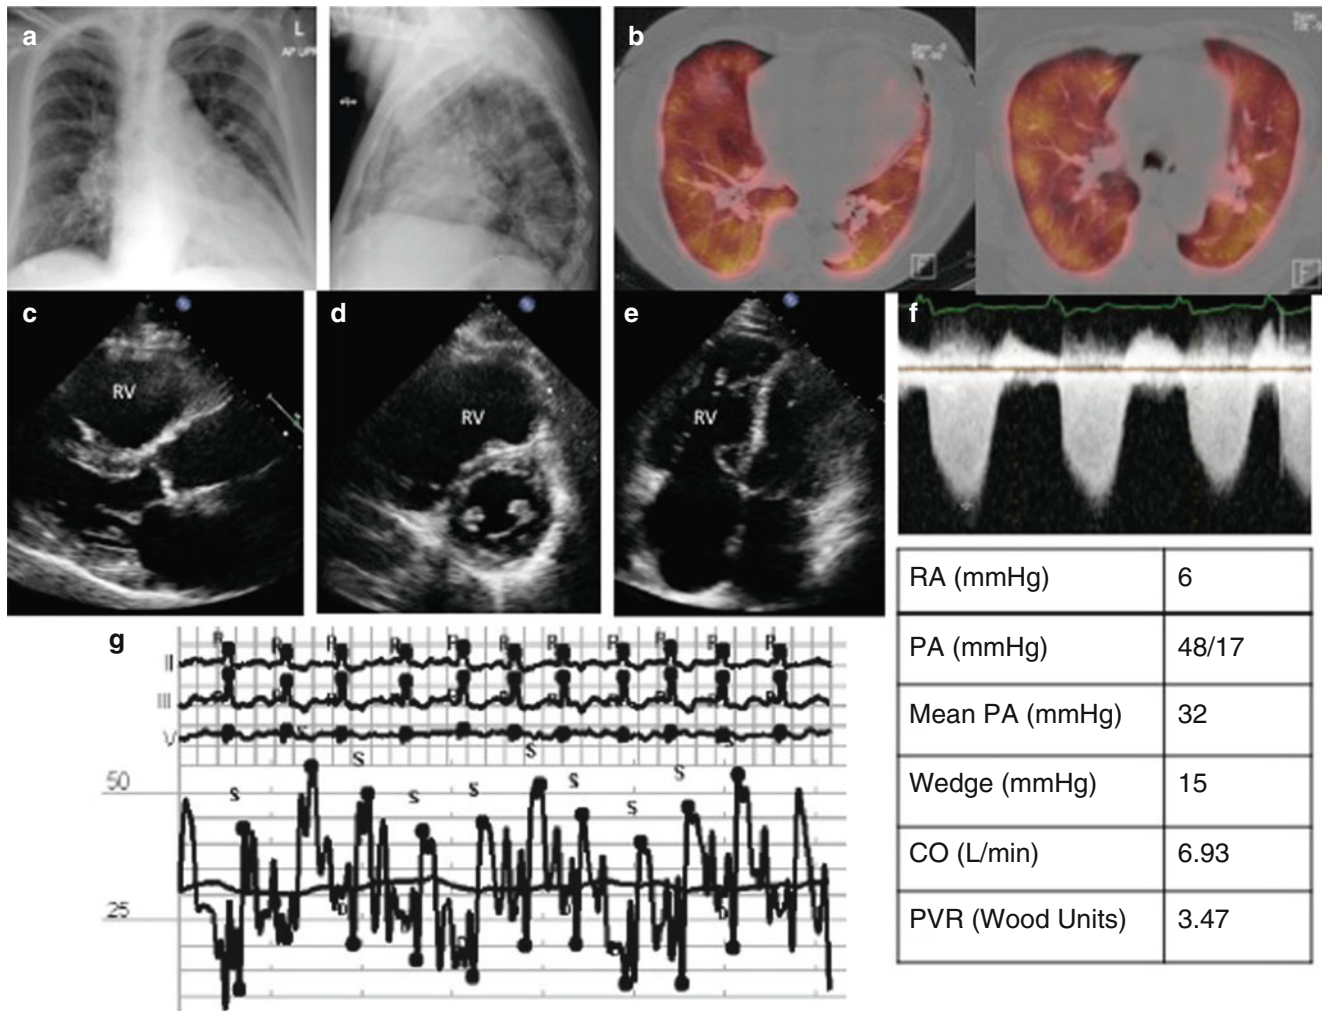 a
L
AP UPR
b
c
RV
d
RV
e
RV
f
RA (mmHg) 6
PA (mmHg) 48/17
Mean PA (mmHg) 32
Wedge (mmHg) 15
CO (L/min) 6.93
PVR (Wood Units) 3.47
g
II
III
V
R R R R R R R R R R R
S S S S S S S S
50
25
D D D D
F
F